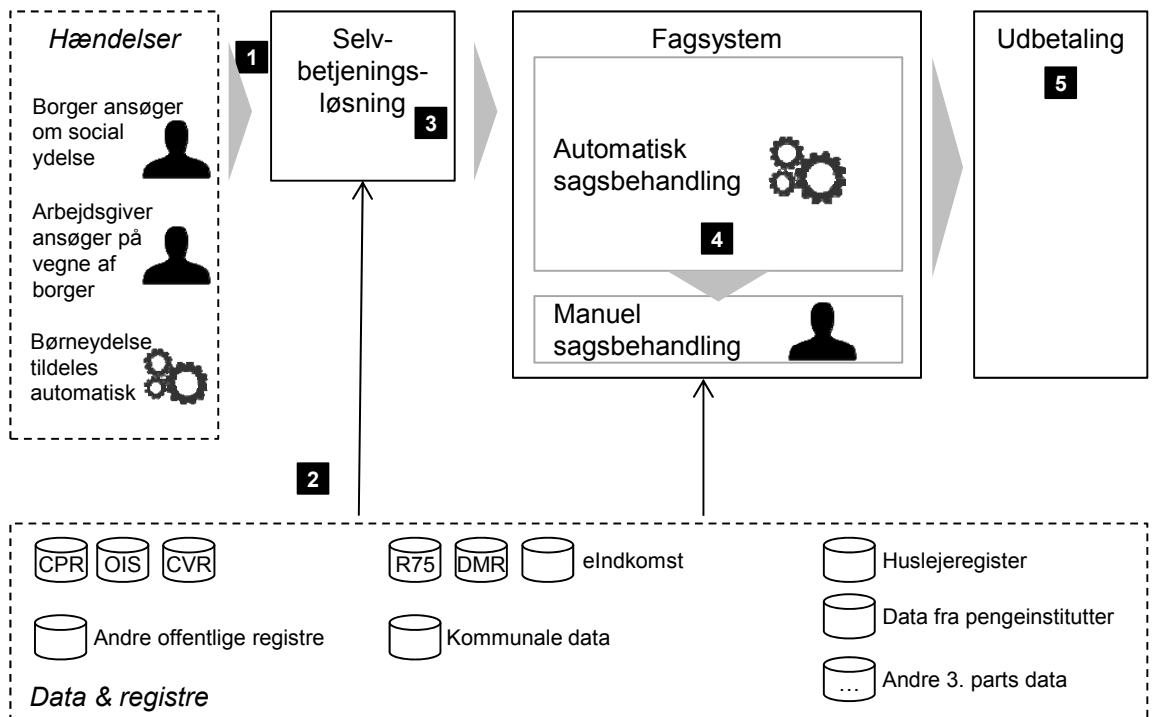 Hændelser
Borger ansøger
om social
ydelse
Arbejdsgiver
ansøger på
vegne af
borger
Børneydelse
tildeles
automatisk
1
Selv-
betjenings-
løsning
3
Fagsystem
Automatisk
sagsbehandling
4
Manuel
sagsbehandling
Udbetaling
5
2
CPR OIS CVR
Andre offentlige registre
R75 DMR eIndkomst
Kommunale data
Huslejeregister
Data fra pengeinstitutter
... Andre 3. parts data
Data & registre